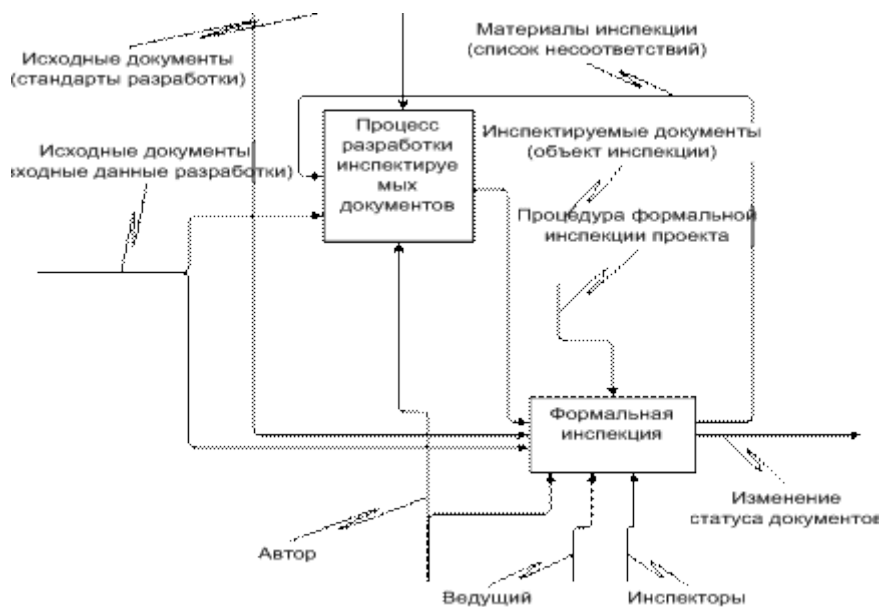 Исходные документы
(стандарты разработки)
Материалы инспекции
(список несоответствий)
Процесс
разработки
инспектируе
мых
документов
Инспектируемые документы
(объект инспекции)
Исходные документы
входные данные разработки)
Процедура формальной
инспекции проекта
Формальная
инспекция
Изменение
статуса документов
Автор
Ведущий
Инспекторы